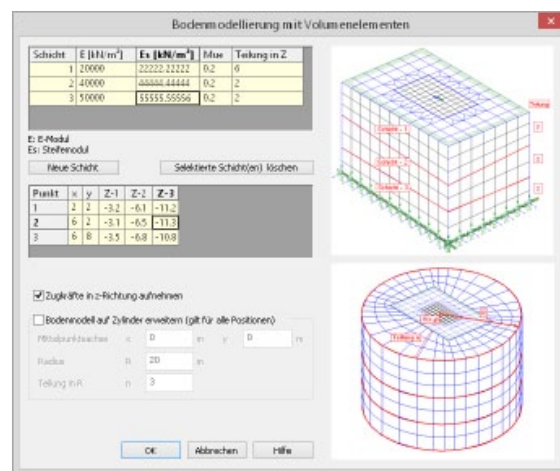 Bodenmodellierung mit Volumenelementen
Schicht E [kN/m²] Es [kN/m²] Mue Teilung in Z
1 20000 22222.22222 0.2 6
2 40000 44444.44444 0.2 2
3 50000 55555.55556 0.2 2
E: E-Modul
Es: Steifemodul
Neue Schicht Selektierte Schicht(en) löschen
Punkt x y Z-1 Z-2 Z-3
1 2 2 -3.2 -6.1 -11.2
2 6 2 -3.1 -6.5 -11.3
3 6 8 -3.5 -6.8 -10.8
Zugkräfte in z-Richtung aufnehmen
Bodenmodell auf Zylinder erweitern (gilt für alle Positionen)
Mittelpunktsachse x 0 m y 0 m
Radius R 20 m
Teilung in R n 3
OK Abbrechen Hilfe
Teilung
Schicht - 1
Schicht - 2
Schicht - 3
Teilung n